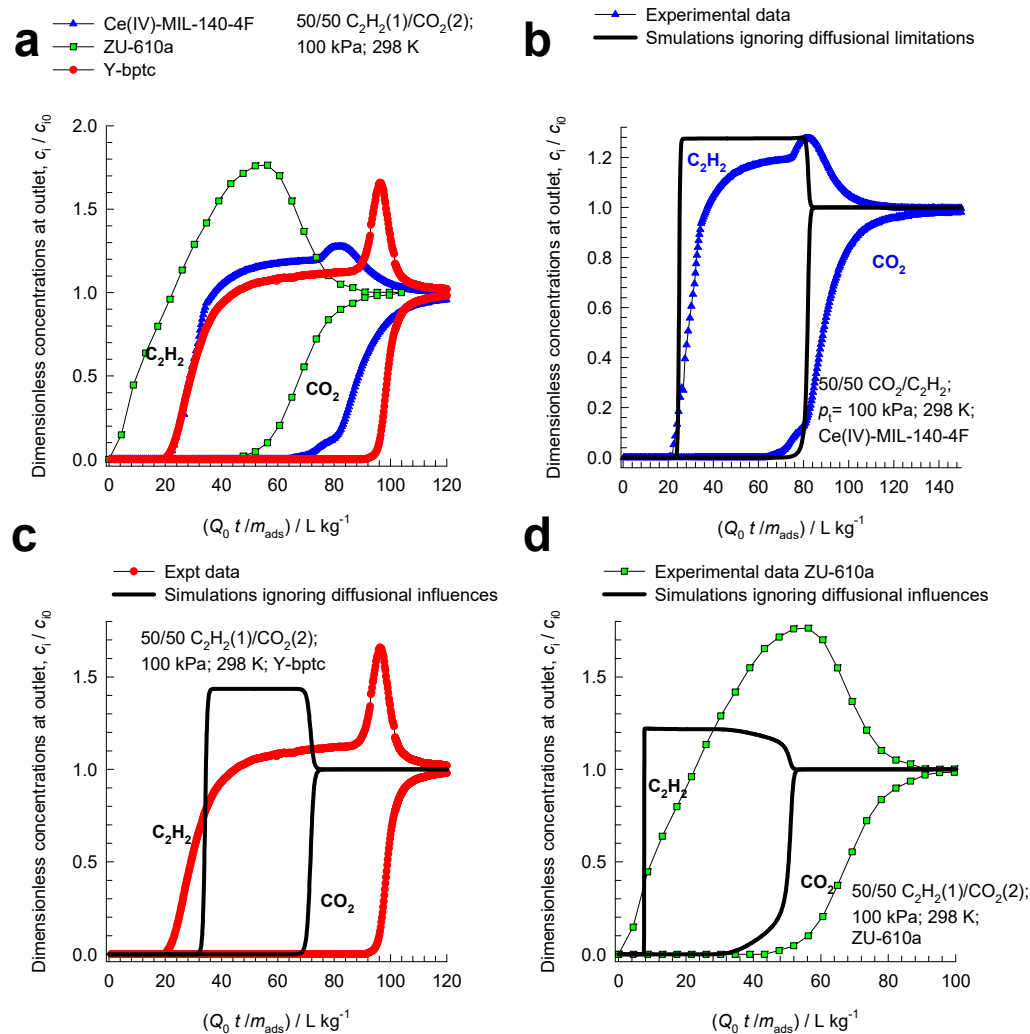 a
Ce(IV)-MIL-140-4F
ZU-610a
Y-bptc
50/50 C₂H₂(1)/CO₂(2);
100 kPa; 298 K
Dimensionless concentrations at outlet, cᵢ / cᵢ₀
2.0
1.5
1.0
0.5
0.0
C₂H₂
CO₂
0 20 40 60 80 100 120
(Q₀ t /mₐdₛ) / L kg⁻¹
b
Experimental data
Smulations ignoring diffusional limitations
Dimensionless concentrations at outlet, cᵢ / cᵢ₀
1.2
1.0
0.8
0.6
0.4
0.2
0.0
C₂H₂
CO₂
50/50 CO₂/C₂H₂;
pₜ= 100 kPa; 298 K;
Ce(IV)-MIL-140-4F
0 20 40 60 80 100 120 140
(Q₀ t /mₐdₛ) / L kg⁻¹
c
Expt data
Simulations ignoring diffusional influences
50/50 C₂H₂(1)/CO₂(2);
100 kPa; 298 K; Y-bptc
Dimensionless concentrations at outlet, cᵢ / cᵢ₀
1.5
1.0
0.5
0.0
C₂H₂
CO₂
0 20 40 60 80 100 120
(Q₀ t /mₐdₛ) / L kg⁻¹
d
Experimental data ZU-610a
Simulations ignoring diffusional influences
Dimensionless concentrations at outlet, cᵢ / cᵢ₀
1.5
1.0
0.5
0.0
C₂H₂
CO₂
50/50 C₂H₂(1)/CO₂(2);
100 kPa; 298 K;
ZU-610a
0 20 40 60 80 100
(Q₀ t /mₐdₛ) / L kg⁻¹